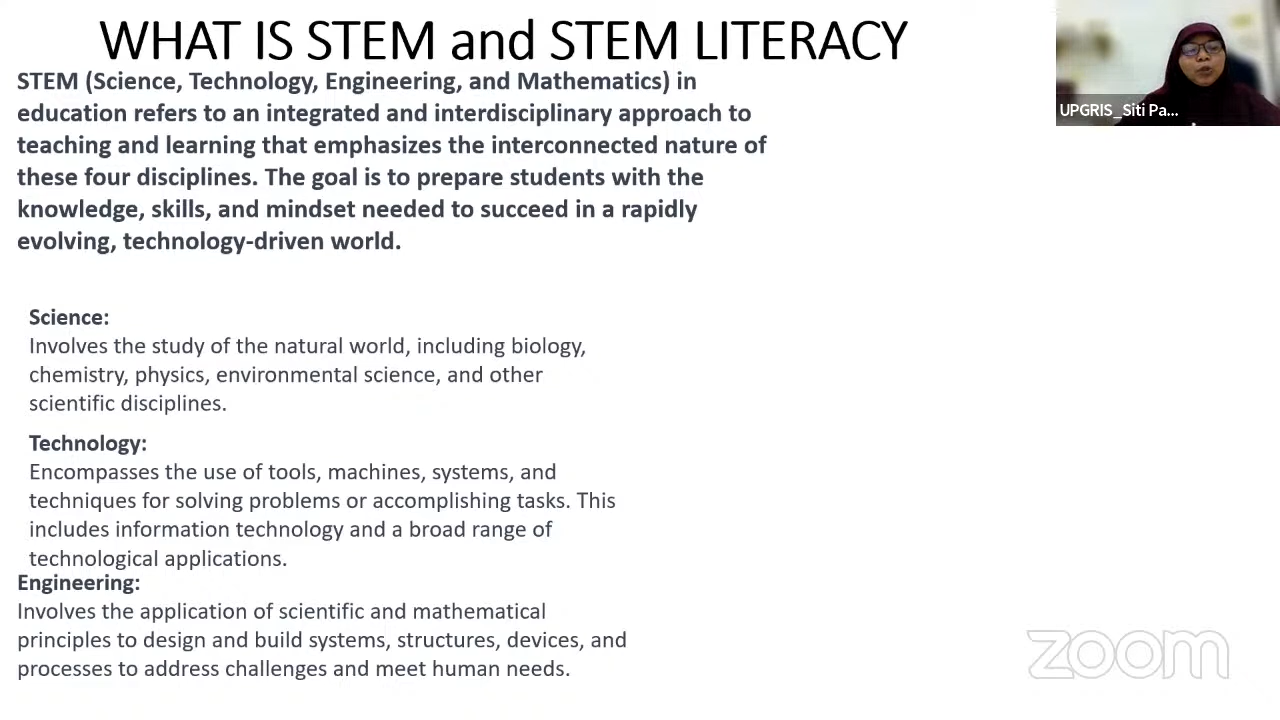 WHAT IS STEM and STEM LITERACY
STEM (Science, Technology, Engineering, and Mathematics) in
education refers to an integrated and interdisciplinary approach to
teaching and learning that emphasizes the interconnected nature of
these four disciplines. The goal is to prepare students with the
knowledge, skills, and mindset needed to succeed in a rapidly
evolving, technology-driven world.
UPGRIS_Siti Pa...
Science:
Involves the study of the natural world, including biology,
chemistry, physics, environmental science, and other
scientific disciplines.
Technology:
Encompasses the use of tools, machines, systems, and
techniques for solving problems or accomplishing tasks. This
includes information technology and a broad range of
technological applications.
Engineering:
Involves the application of scientific and mathematical
principles to design and build systems, structures, devices, and
processes to address challenges and meet human needs.
zoom